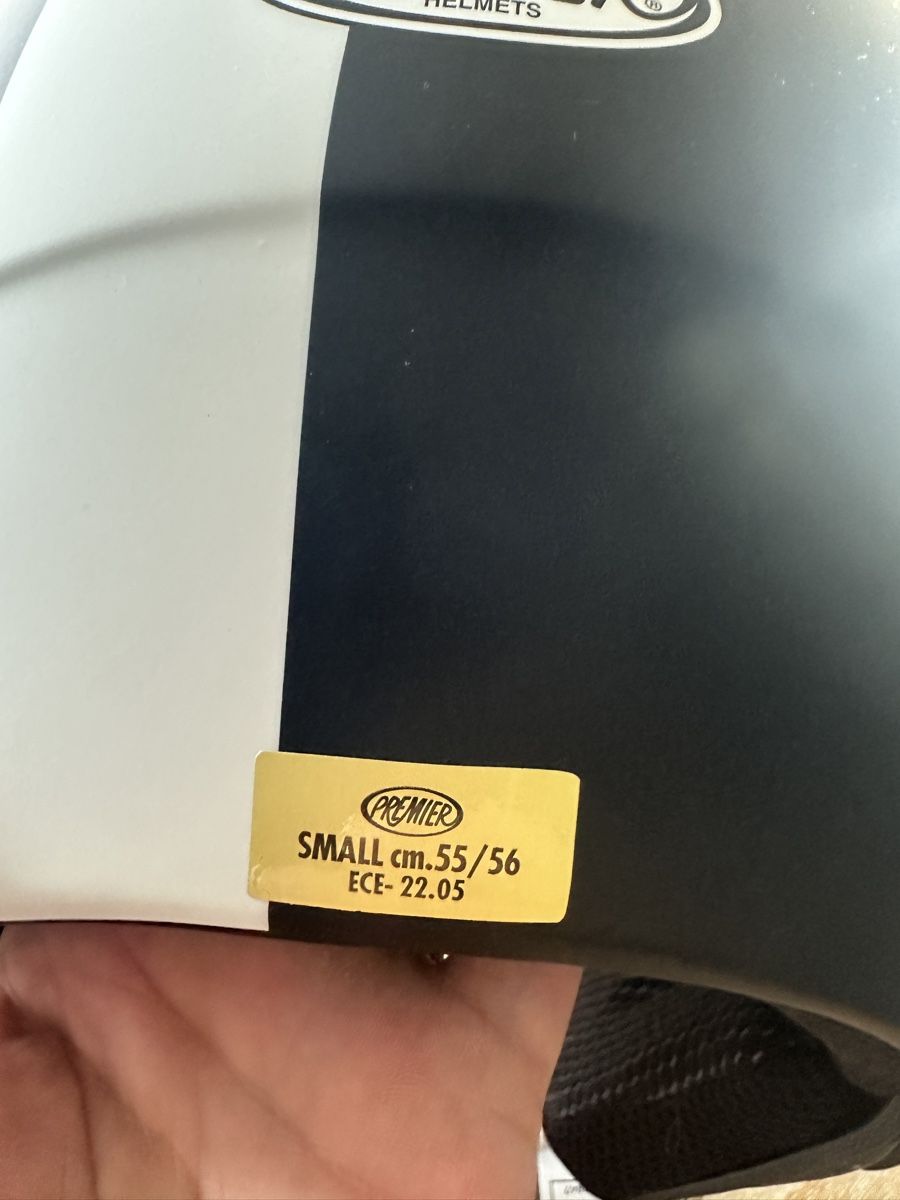 HELMETS ®
PREMIER
SMALL cm.55/56
ECE- 22.05